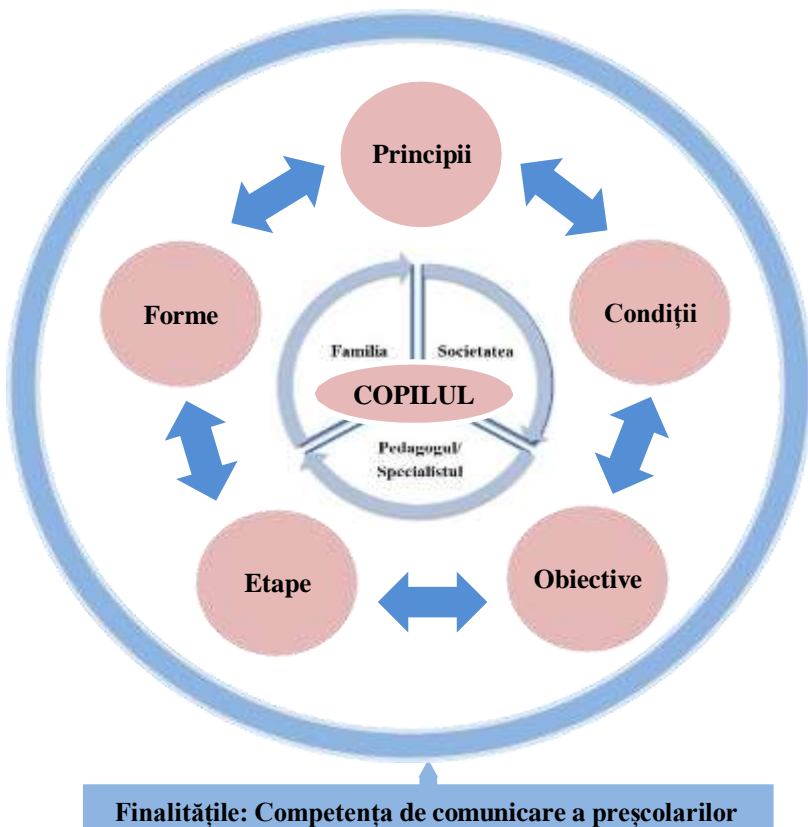 Principii
Forme
Condiții
Familia
Societatea
COPILUL
Pedagogul/
Specialistul
Etape
Obiective
Finalitățile: Competența de comunicare a preșcolarilor